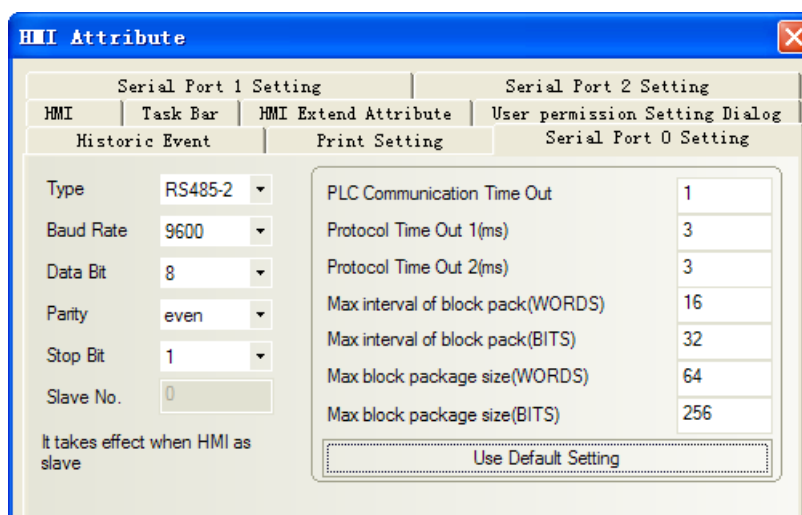 HMI Attribute
Serial Port 1 Setting Serial Port 2 Setting
HMI Task Bar HMI Extend Attribute User permission Setting Dialog
Historic Event Print Setting Serial Port 0 Setting
Type RS485-2
Baud Rate 9600
Data Bit 8
Parity even
Stop Bit 1
Slave No. 0
It takes effect when HMI as
slave
PLC Communication Time Out 1
Protocol Time Out 1(ms) 3
Protocol Time Out 2(ms) 3
Max interval of block pack(WORDS) 16
Max interval of block pack(BITS) 32
Max block package size(WORDS) 64
Max block package size(BITS) 256
Use Default Setting